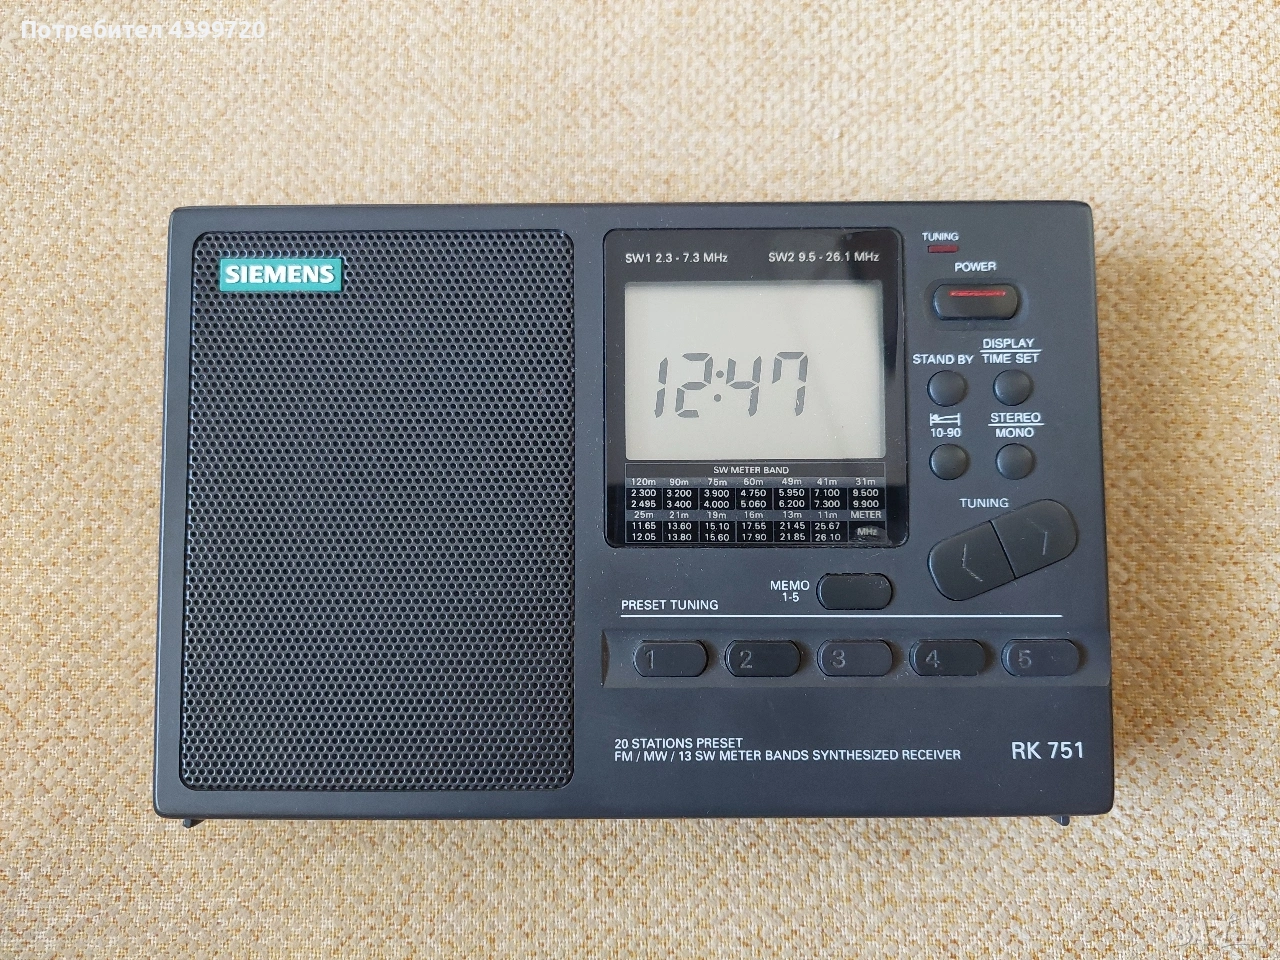 Потребител 4399720
SIEMENS
SW1 2.3 - 7.3 MHz SW2 9.5 - 26.1 MHz
12:47
SW METER BAND
120m 90m 75m 60m 49m 41m 31m
2.300 3.200 3.900 4.750 5.950 7.100 9.500
2.495 3.400 4.000 5.060 6.200 7.300 9.900
25m 21m 19m 16m 13m 11m METER
11.65 13.60 15.10 17.55 21.45 25.67 MHz
12.05 13.80 15.60 17.90 21.85 26.10
TUNING
POWER
STAND BY
DISPLAY
TIME SET
10-90
STEREO
MONO
TUNING
MEMO
1-5
PRESET TUNING
1 2 3 4 5
20 STATIONS PRESET
FM / MW / 13 SW METER BANDS SYNTHESIZED RECEIVER
RK 751
BAZAR